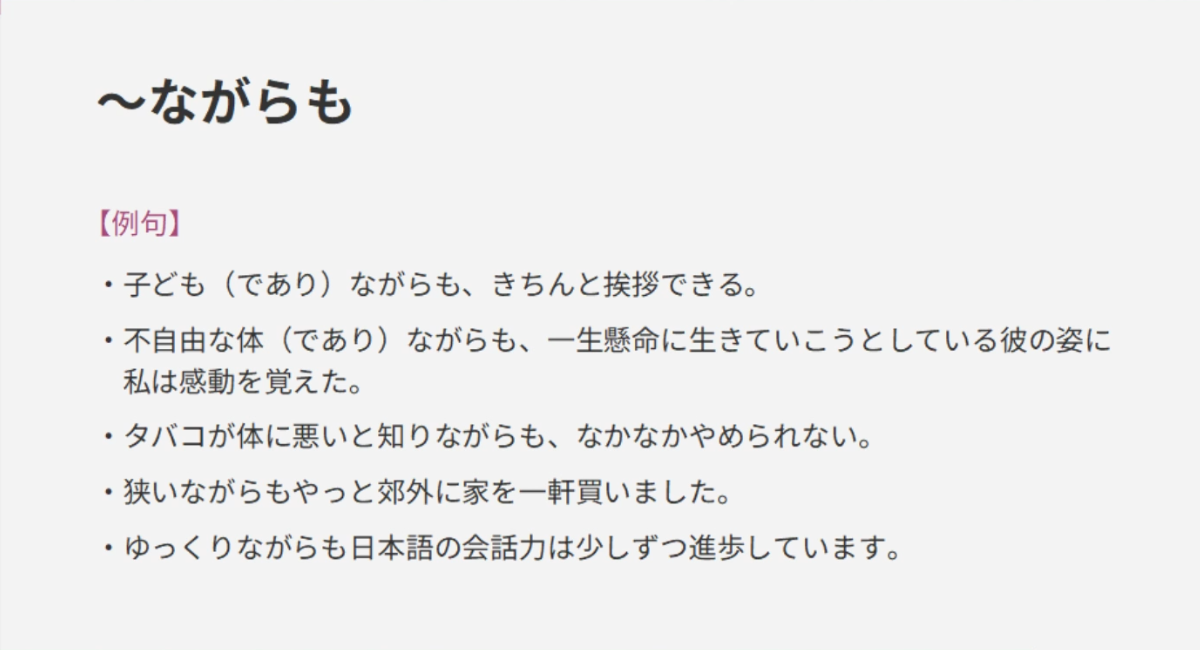 ～ながらも
【例句】
・子ども（であり）ながらも、きちんと挨拶できる。
・不自由な体（であり）ながらも、一生懸命に生きていこうとしている彼の姿に
私は感動を覚えた。
・タバコが体に悪いと知りながらも、なかなかやめられない。
・狭いながらもやっと郊外に家を一軒買いました。
・ゆっくりながらも日本語の会話力は少しずつ進歩しています。